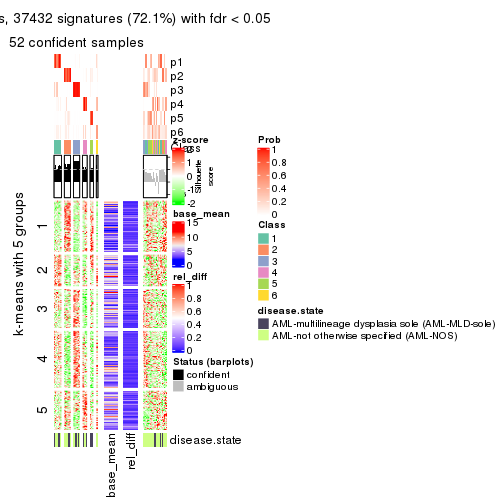 s, 37432 signatures (72.1%) with fdr < 0.05
52 confident samples
p1
p2
p3
p4
p5
p6
Class
Silhouette
score
k-means with 5 groups
1
2
3
4
5
base_mean
rel_diff
disease.state
z-score
1
0
-1
-2
base_mean
15
10
5
0
rel_diff
1
0.8
0.6
0.4
0.2
0
Status (barplots)
confident
ambiguous
Prob
1
0.8
0.6
0.4
0.2
0
Class
1
2
3
4
5
6
disease.state
AML-multilineage dysplasia sole (AML-MLD-sole)
AML-not otherwise specified (AML-NOS)